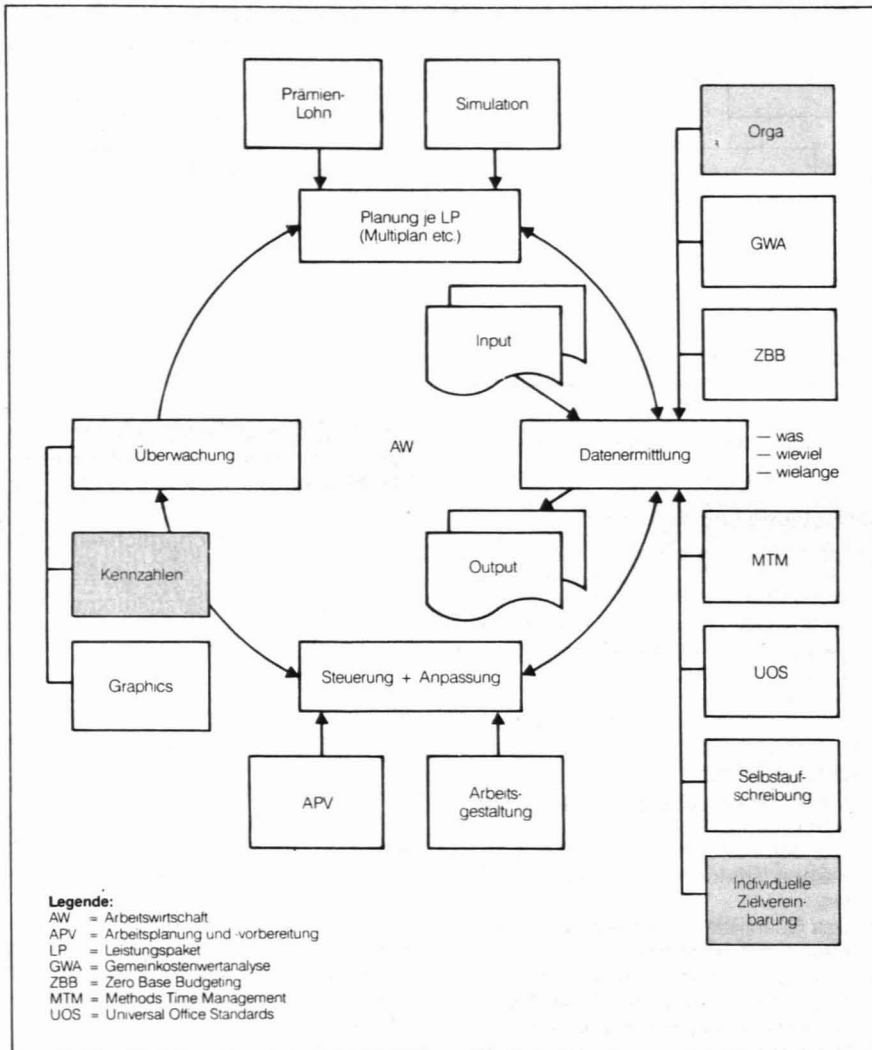 Prämien-
Lohn
Simulation
Orga
Planung je LP
(Multiplan etc.)
GWA
Input
ZBB
Überwachung
AW
Datenermittlung
— was
— wieviel
— wielange
Kennzahlen
Output
MTM
Graphics
Steuerung + Anpassung
UOS
APV
Arbeits-
gestaltung
Selbstauf-
schreibung
Individuelle
Zielverein-
barung
Legende:
AW = Arbeitswirtschaft
APV = Arbeitsplanung und -vorbereitung
LP = Leistungspaket
GWA = Gemeinkostenwertanalyse
ZBB = Zero Base Budgeting
MTM = Methods Time Management
UOS = Universal Office Standards